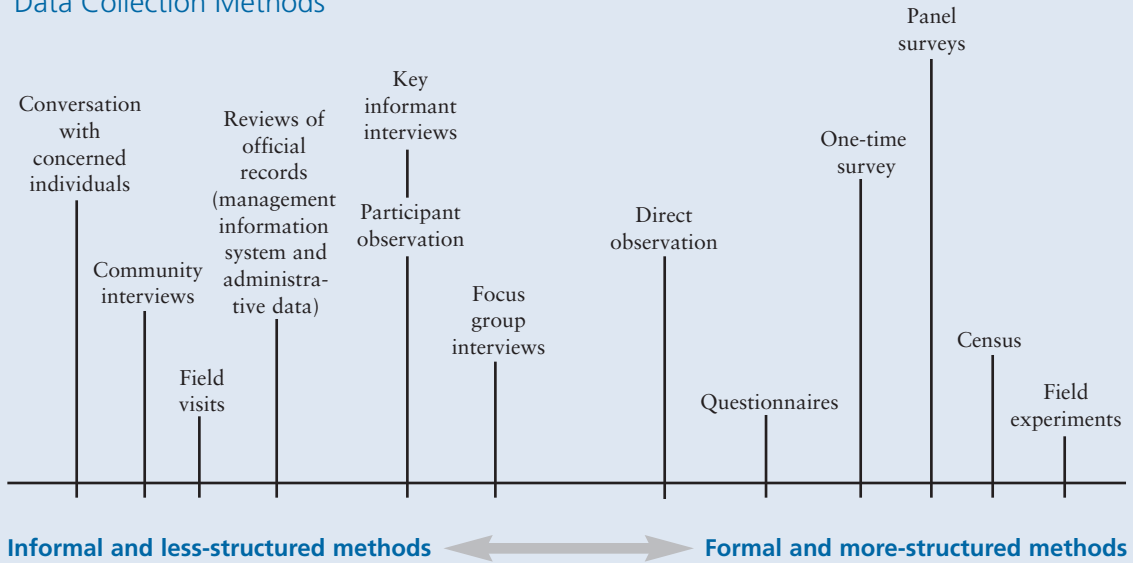 Data Collection Methods
Conversation
with
concerned
individuals
Community
interviews
Field
visits
Reviews of
official
records
(management
information
system and
administra-
tive data)
Key
informant
interviews
Participant
observation
Focus
group
interviews
Direct
observation
Questionnaires
One-time
survey
Panel
surveys
Census
Field
experiments
Informal and less-structured methods
Formal and more-structured methods